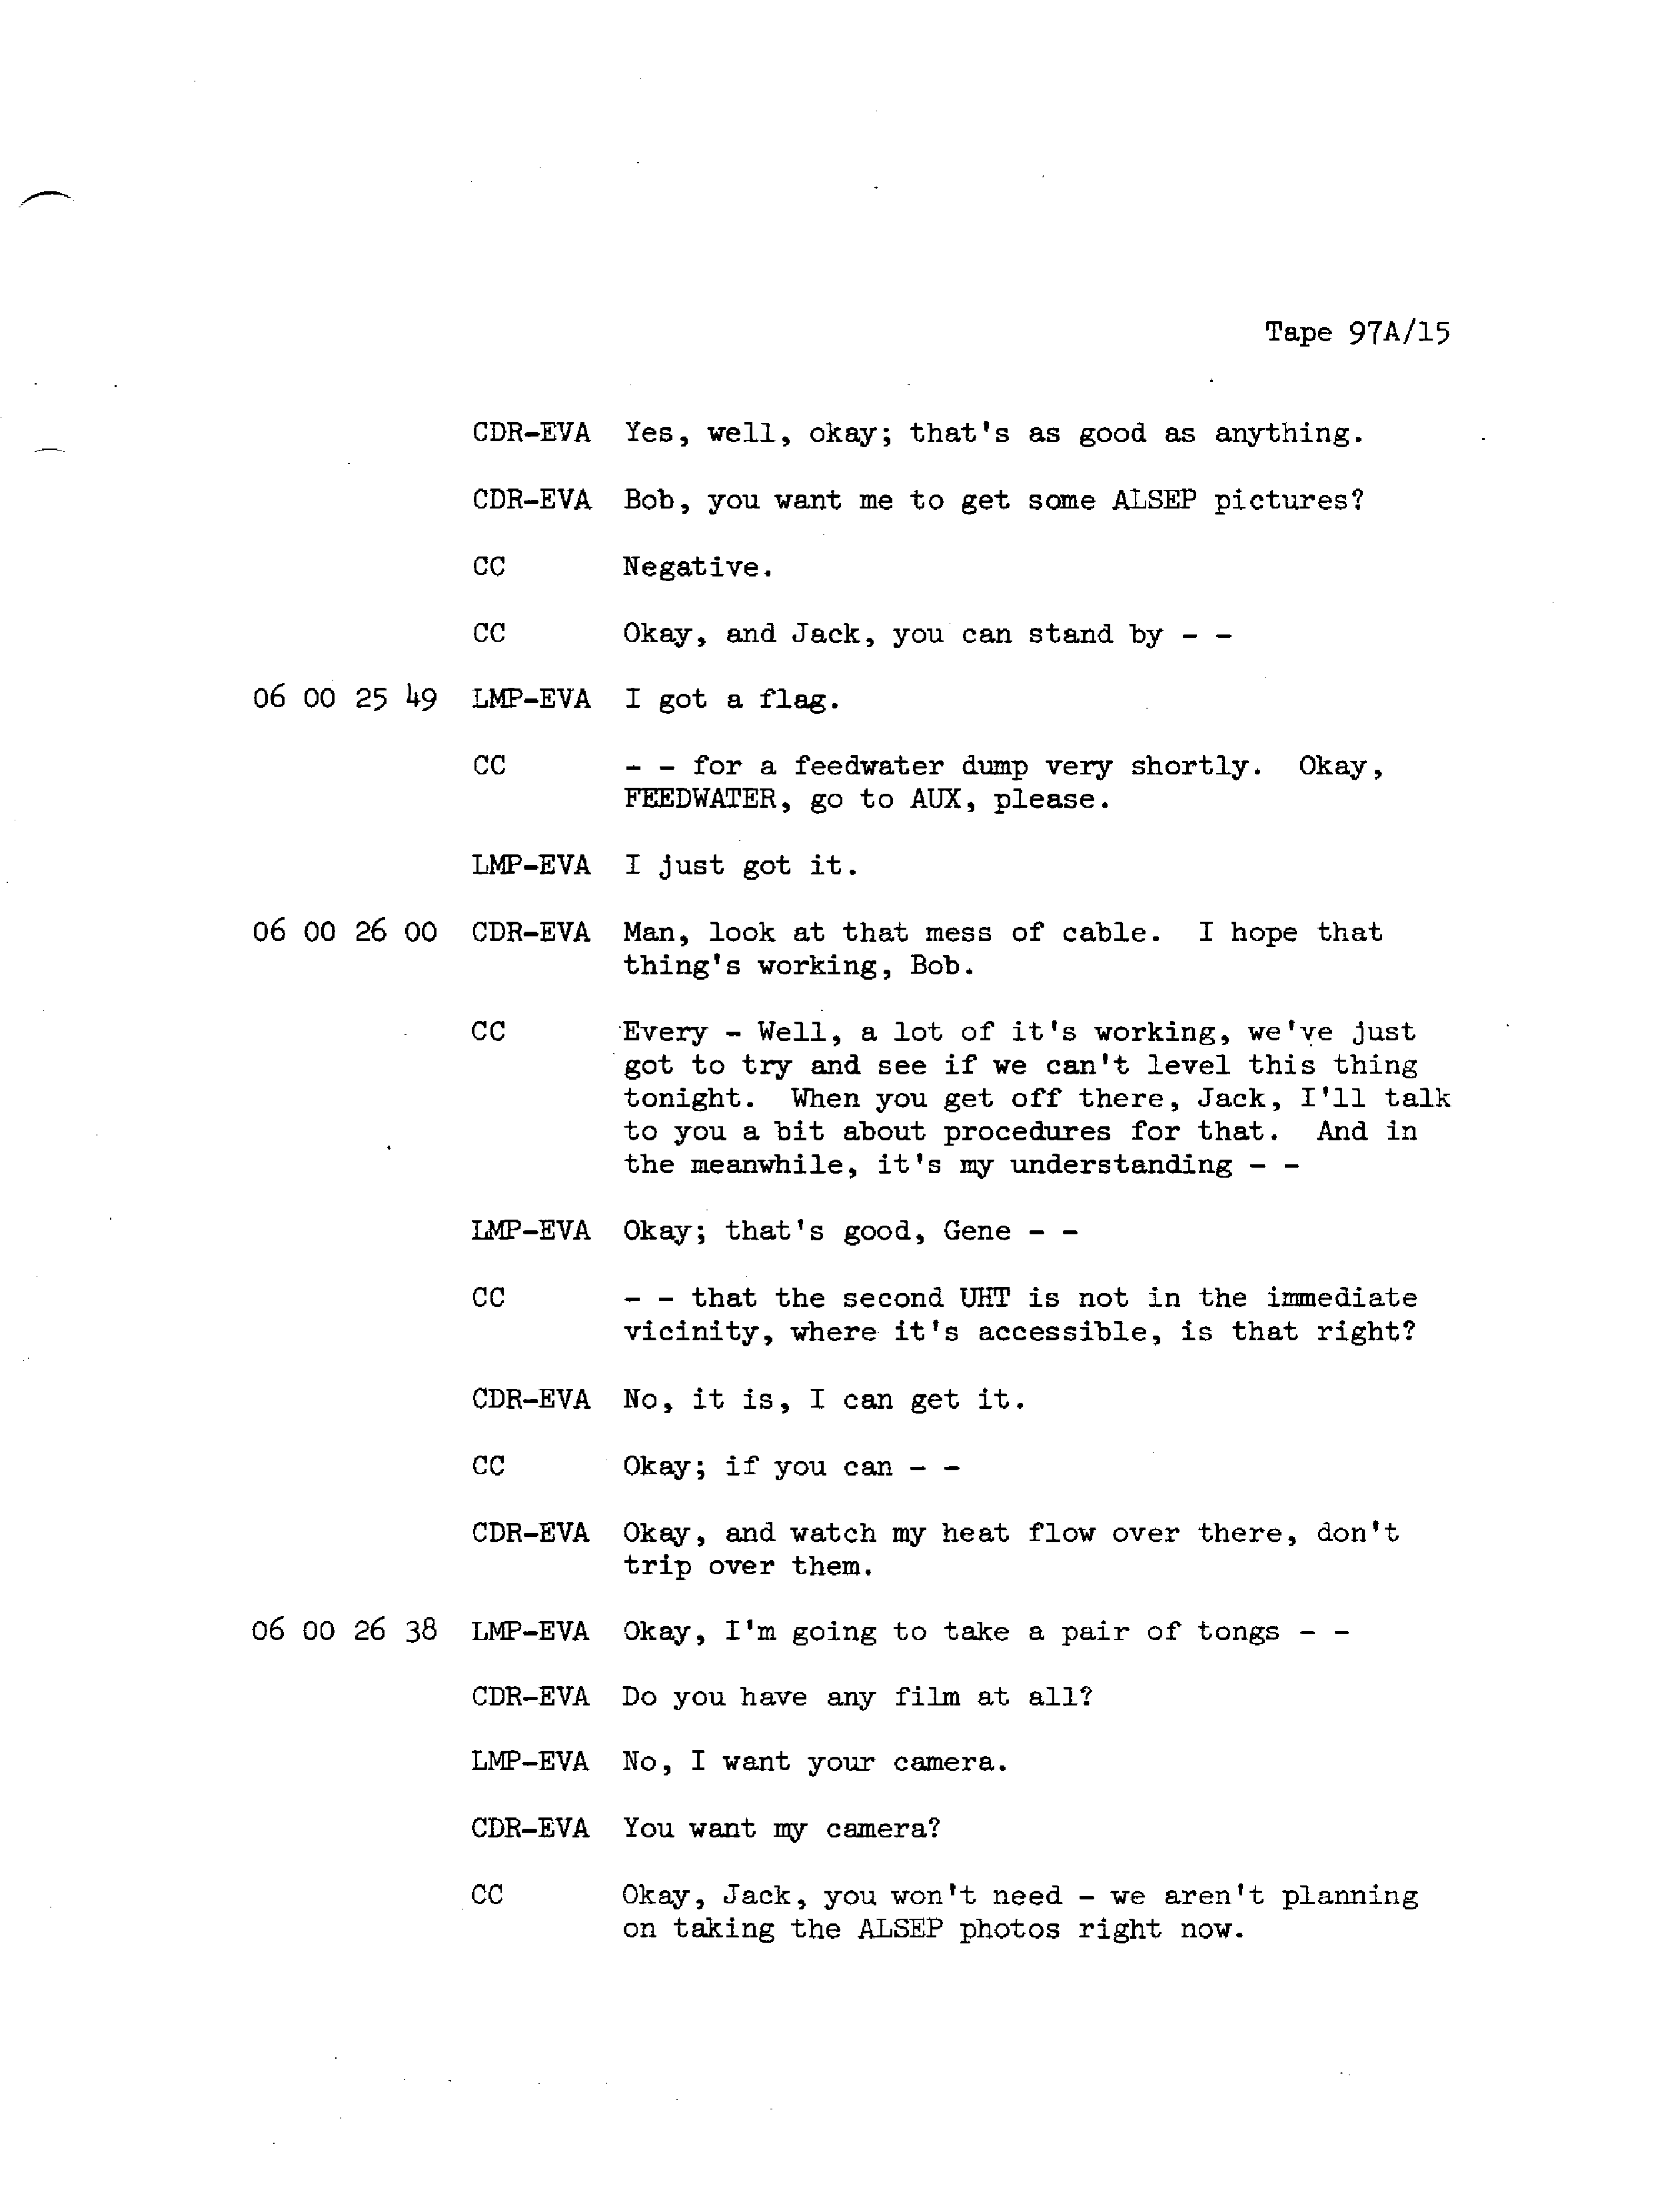 Tape 97A/15
CDR-EVA Yes, well, okay; that's as good as anything.
CDR-EVA Bob, you want me to get some ALSEP pictures?
CC Negative.
CC Okay, and Jack, you can stand by - -
06 00 25 49 LMP-EVA I got a flag.
CC - - for a feedwater dump very shortly. Okay,
FEEDWATER, go to AUX, please.
LMP-EVA I just got it.
06 00 26 00 CDR-EVA Man, look at that mess of cable. I hope that
thing's working, Bob.
CC Every - Well, a lot of it's working, we've just
got to try and see if we can't level this thing
tonight. When you get off there, Jack, I'll talk
to you a bit about procedures for that. And in
the meanwhile, it's my understanding - -
LMP-EVA Okay; that's good, Gene - -
CC - - that the second UHT is not in the immediate
vicinity, where it's accessible, is that right?
CDR-EVA No, it is, I can get it.
CC Okay; if you can - -
CDR-EVA Okay, and watch my heat flow over there, don't
trip over them.
06 00 26 38 LMP-EVA Okay, I'm going to take a pair of tongs - -
CDR-EVA Do you have any film at all?
LMP-EVA No, I want your camera.
CDR-EVA You want my camera?
CC Okay, Jack, you won't need - we aren't planning
on taking the ALSEP photos right now.